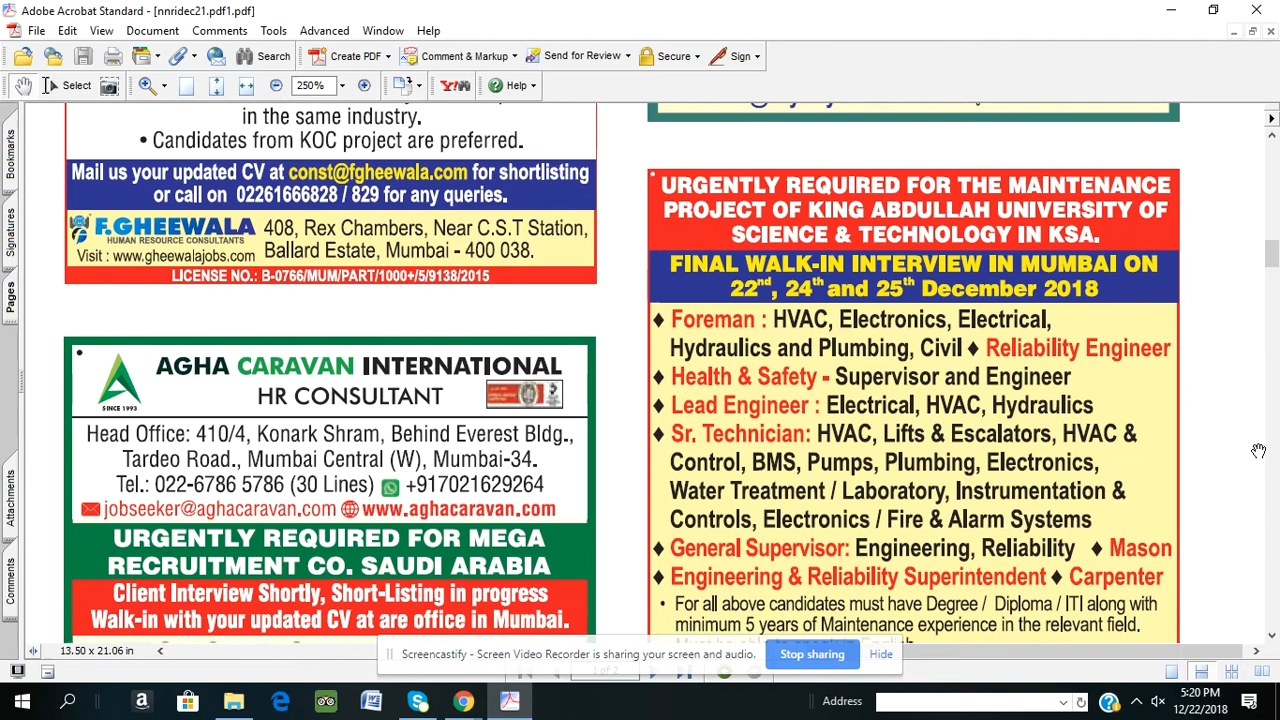 Adobe Acrobat Standard - [nnridec21.pdf1.pdf]
File Edit View Document Comments Tools Advanced Window Help
Search Create PDF Comment & Markup Send for Review Secure Sign
Select 250% Y! Help
Bookmarks
Signatures
Pages
Attachments
Comments
in the same industry.
• Candidates from KOC project are preferred.
Mail us your updated CV at const@fgheewala.com for shortlisting
or call on 02261666828 / 829 for any queries.
F.GHEEWALA
HUMAN RESOURCE CONSULTANTS
Visit : www.gheewalajobs.com
408, Rex Chambers, Near C.S.T Station,
Ballard Estate, Mumbai - 400 038.
LICENSE NO.: B-0766/MUM/PART/1000+/5/9138/2015
AGHA CARAVAN INTERNATIONAL
HR CONSULTANT
SINCE 1993
Head Office: 410/4, Konark Shram, Behind Everest Bldg.,
Tardeo Road., Mumbai Central (W), Mumbai-34.
Tel.: 022-6786 5786 (30 Lines) +917021629264
jobseeker@aghacaravan.com www.aghacaravan.com
URGENTLY REQUIRED FOR MEGA
RECRUITMENT CO. SAUDI ARABIA
Client Interview Shortly, Short-Listing in progress
Walk-in with your updated CV at are office in Mumbai.
URGENTLY REQUIRED FOR THE MAINTENANCE
PROJECT OF KING ABDULLAH UNIVERSITY OF
SCIENCE & TECHNOLOGY IN KSA.
FINAL WALK-IN INTERVIEW IN MUMBAI ON
22nd, 24th and 25th December 2018
♦ Foreman : HVAC, Electronics, Electrical,
Hydraulics and Plumbing, Civil ♦ Reliability Engineer
♦ Health & Safety - Supervisor and Engineer
♦ Lead Engineer : Electrical, HVAC, Hydraulics
♦ Sr. Technician: HVAC, Lifts & Escalators, HVAC &
Control, BMS, Pumps, Plumbing, Electronics,
Water Treatment / Laboratory, Instrumentation &
Controls, Electronics / Fire & Alarm Systems
♦ General Supervisor: Engineering, Reliability ♦ Mason
♦ Engineering & Reliability Superintendent ♦ Carpenter
• For all above candidates must have Degree / Diploma / ITI along with
minimum 5 years of Maintenance experience in the relevant field.
Screencastify - Screen Video Recorder is sharing your screen and audio. Stop sharing Hide
13.50 x 21.06 in
1 of 2
Address
5:20 PM
12/22/2018